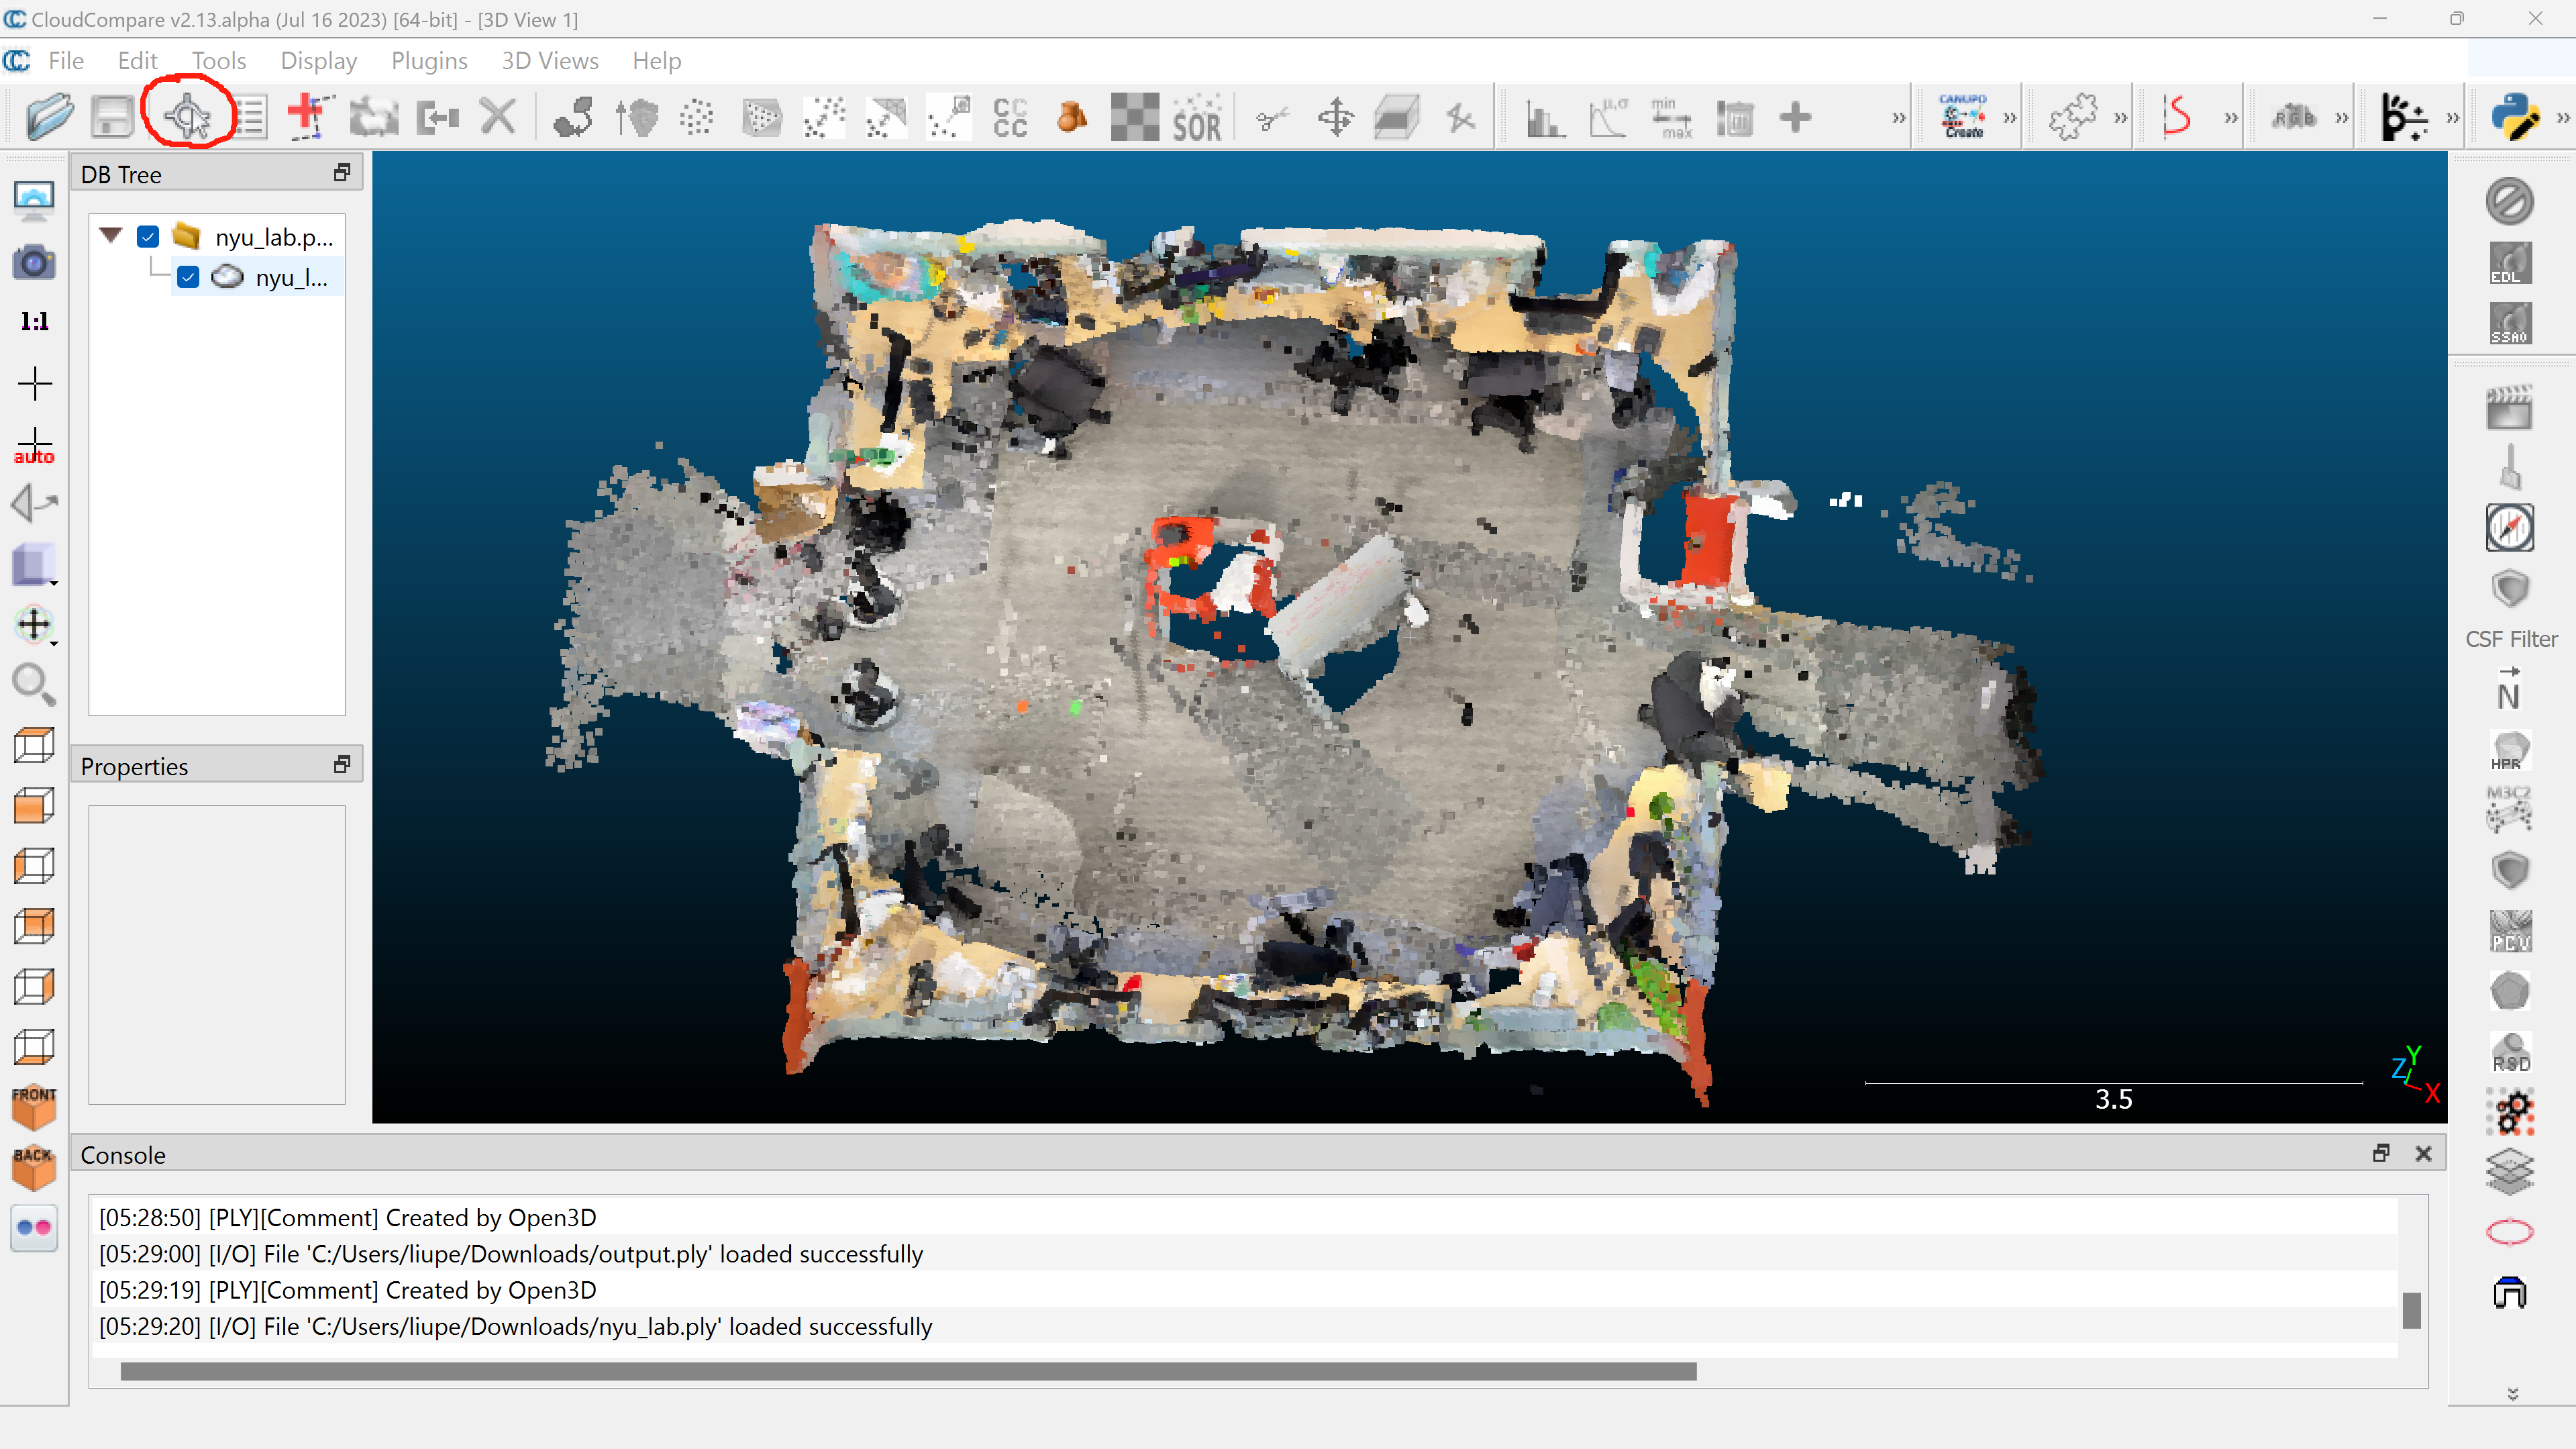 CloudCompare v2.13.alpha (Jul 16 2023) [64-bit] - [3D View 1]
File Edit Tools Display Plugins 3D Views Help
CC
CC
SOR
μ,σ
min
max
CANUPO
Create
RGB
DB Tree
nyu_lab.p...
nyu_l...
1:1
auto
Properties
FRONT
BACK
EDL
SSAO
CSF Filter
N
HPR
M3C2
PCV
RSD
3.5
Y
Z
X
Console
[05:28:50] [PLY][Comment] Created by Open3D
[05:29:00] [I/O] File 'C:/Users/liupe/Downloads/output.ply' loaded successfully
[05:29:19] [PLY][Comment] Created by Open3D
[05:29:20] [I/O] File 'C:/Users/liupe/Downloads/nyu_lab.ply' loaded successfully